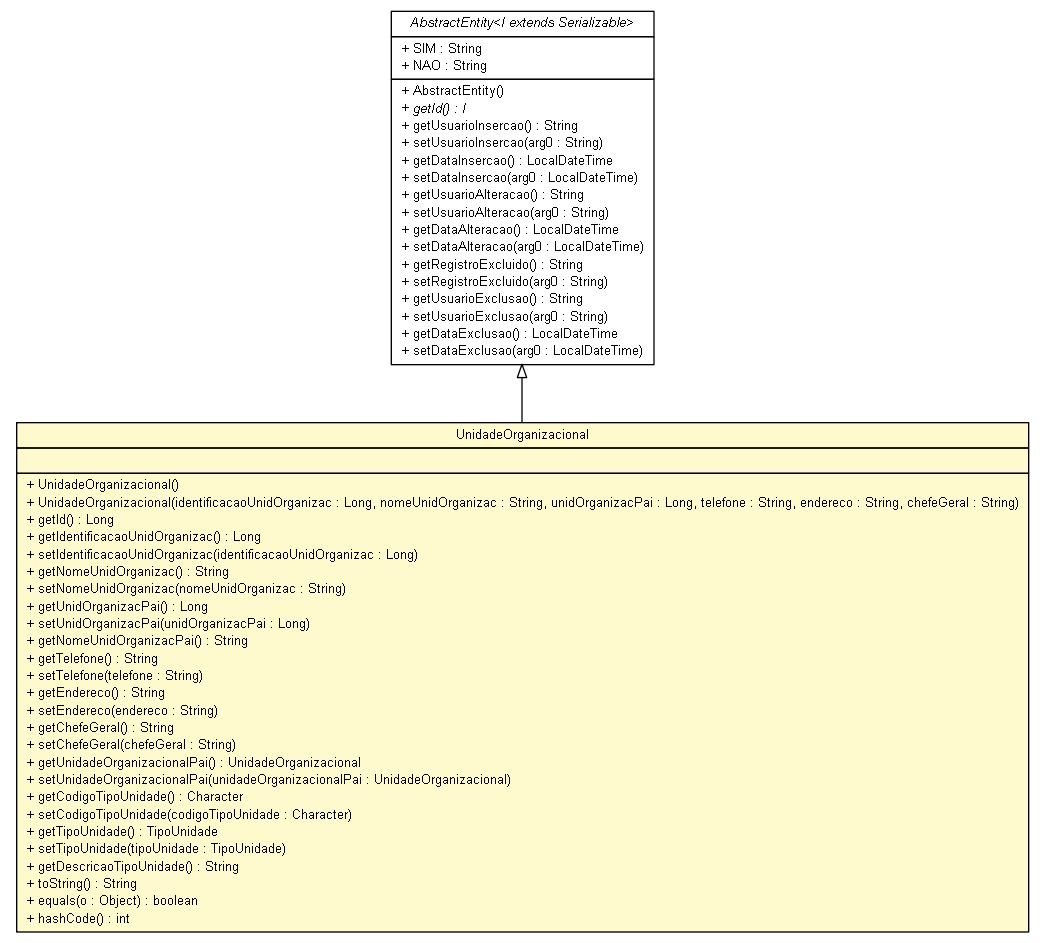 AbstractEntity<I extends Serializable>
+ SIM : String
+ NAO : String
+ AbstractEntity()
+ getId() : I
+ getUsuarioInsercao() : String
+ setUsuarioInsercao(arg0 : String)
+ getDataInsercao() : LocalDateTime
+ setDataInsercao(arg0 : LocalDateTime)
+ getUsuarioAlteracao() : String
+ setUsuarioAlteracao(arg0 : String)
+ getDataAlteracao() : LocalDateTime
+ setDataAlteracao(arg0 : LocalDateTime)
+ getRegistroExcluido() : String
+ setRegistroExcluido(arg0 : String)
+ getUsuarioExclusao() : String
+ setUsuarioExclusao(arg0 : String)
+ getDataExclusao() : LocalDateTime
+ setDataExclusao(arg0 : LocalDateTime)
UnidadeOrganizacional
+ UnidadeOrganizacional()
+ UnidadeOrganizacional(identificacaoUnidOrganizac : Long, nomeUnidOrganizac : String, unidOrganizacPai : Long, telefone : String, endereco : String, chefeGeral : String)
+ getId() : Long
+ getIdentificacaoUnidOrganizac() : Long
+ setIdentificacaoUnidOrganizac(identificacaoUnidOrganizac : Long)
+ getNomeUnidOrganizac() : String
+ setNomeUnidOrganizac(nomeUnidOrganizac : String)
+ getUnidOrganizacPai() : Long
+ setUnidOrganizacPai(unidOrganizacPai : Long)
+ getNomeUnidOrganizacPai() : String
+ getTelefone() : String
+ setTelefone(telefone : String)
+ getEndereco() : String
+ setEndereco(endereco : String)
+ getChefeGeral() : String
+ setChefeGeral(chefeGeral : String)
+ getUnidadeOrganizacionalPai() : UnidadeOrganizacional
+ setUnidadeOrganizacionalPai(unidadeOrganizacionalPai : UnidadeOrganizacional)
+ getCodigoTipoUnidade() : Character
+ setCodigoTipoUnidade(codigoTipoUnidade : Character)
+ getTipoUnidade() : TipoUnidade
+ setTipoUnidade(tipoUnidade : TipoUnidade)
+ getDescricaoTipoUnidade() : String
+ toString() : String
+ equals(o : Object) : boolean
+ hashCode() : int